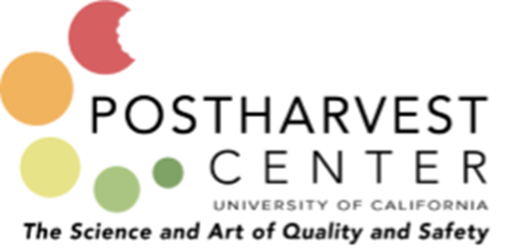 POSTHARVEST
CENTER
UNIVERSITY OF CALIFORNIA
The Science and Art of Quality and Safety